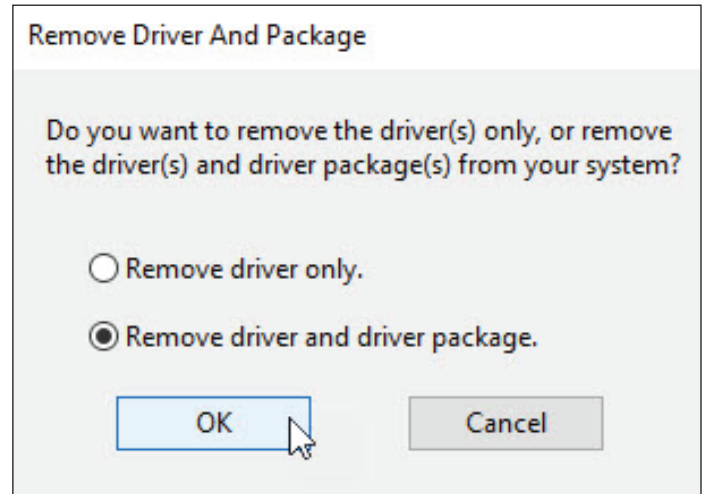 Remove Driver And Package
Do you want to remove the driver(s) only, or remove
the driver(s) and driver package(s) from your system?
Remove driver only.
Remove driver and driver package.
OK
Cancel